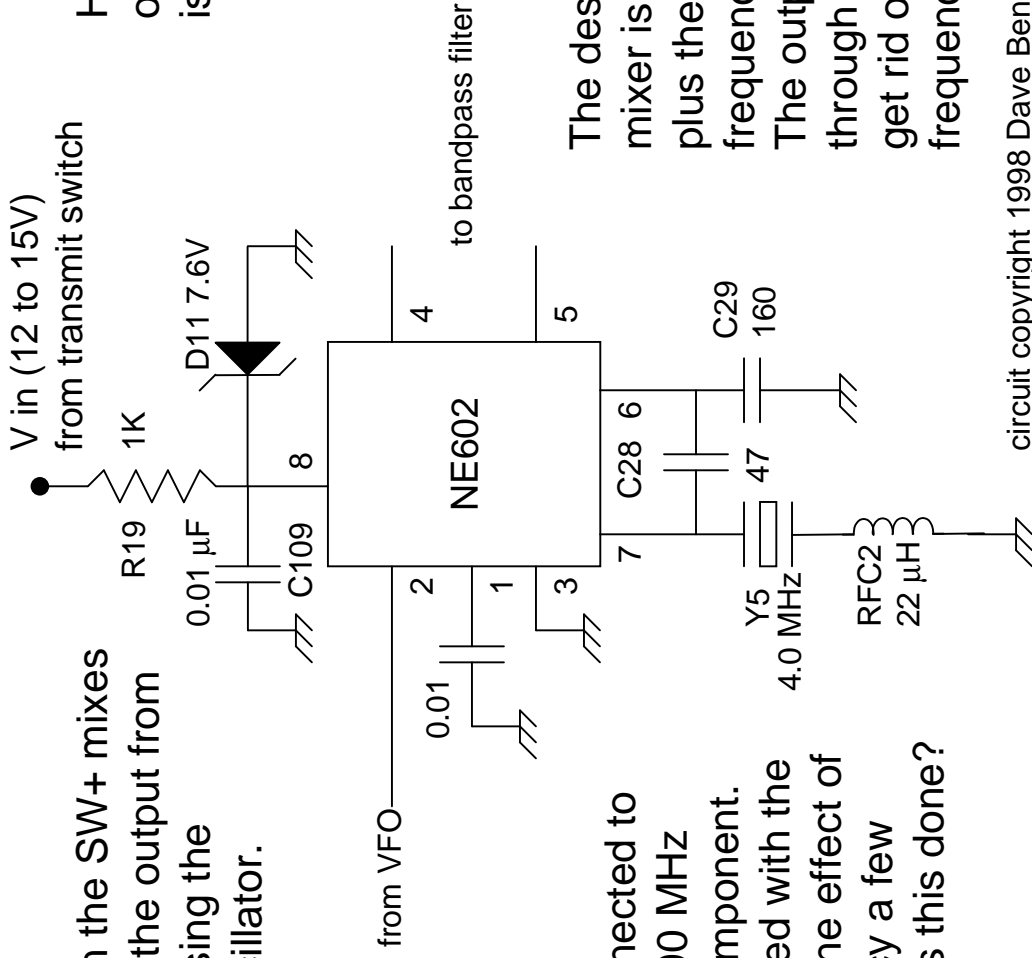 V in (12 to 15V)
from transmit switch
the SW+ mixes
the output from
sing the
illator.
R19
1K
0.01 µF
C109
D11 7.6V
8
from VFO
2
1
3
0.01
NE602
4
5
to bandpass filter
7
6
C28
47
C29
160
Y5
4.0 MHz
RFC2
22 µH
nected to
00 MHz
mponent.
ed with the
he effect of
y a few
s this done?
The des
mixer is
plus the
frequenc
The outp
through
get rid o
frequenc
circuit copyright 1998 Dave Ben